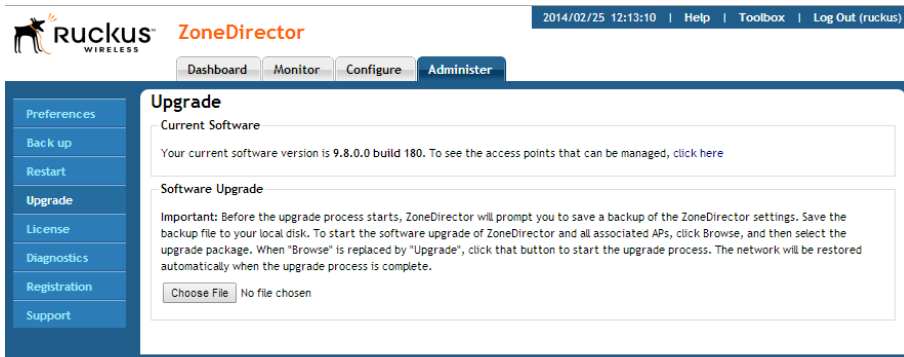 2014/02/25 12:13:10 | Help | Toolbox | Log Out (ruckus)
RUCKUS
WIRELESS
ZoneDirector
Dashboard Monitor Configure Administer
Preferences
Back up
Restart
Upgrade
License
Diagnostics
Registration
Support
Upgrade
Current Software
Your current software version is 9.8.0.0 build 180. To see the access points that can be managed, click here
Software Upgrade
Important: Before the upgrade process starts, ZoneDirector will prompt you to save a backup of the ZoneDirector settings. Save the
backup file to your local disk. To start the software upgrade of ZoneDirector and all associated APs, click Browse, and then select the
upgrade package. When "Browse" is replaced by "Upgrade", click that button to start the upgrade process. The network will be restored
automatically when the upgrade process is complete.
Choose File No file chosen